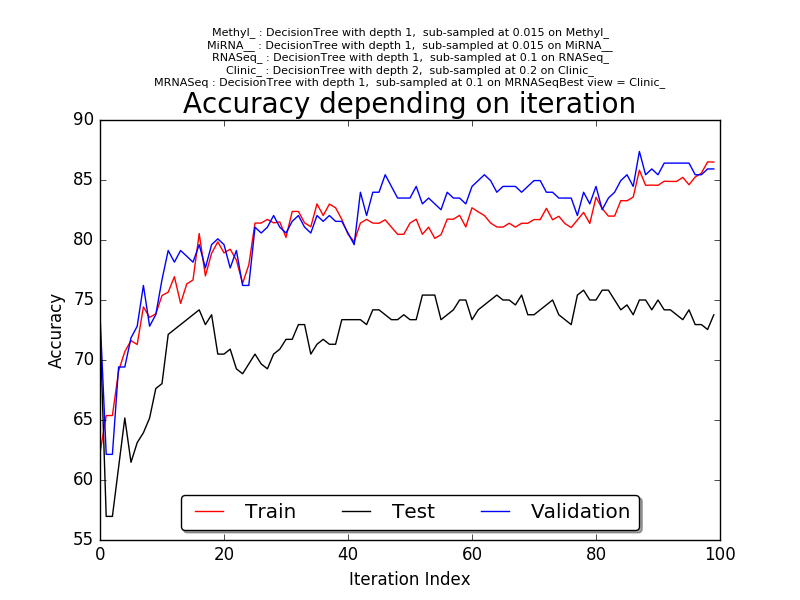 Methyl_ : DecisionTree with depth 1,  sub-sampled at 0.015 on Methyl_
MiRNA__ : DecisionTree with depth 1,  sub-sampled at 0.015 on MiRNA__
RNASeq_ : DecisionTree with depth 1,  sub-sampled at 0.1 on RNASeq_
Clinic_ : DecisionTree with depth 2,  sub-sampled at 0.2 on Clinic_
MRNASeq : DecisionTree with depth 1,  sub-sampled at 0.1 on MRNASeqBest view = Clinic_
Accuracy depending on iteration
90
85
80
75
70
65
60
55
Accuracy
Train Test Validation
0 20 40 60 80 100
Iteration Index